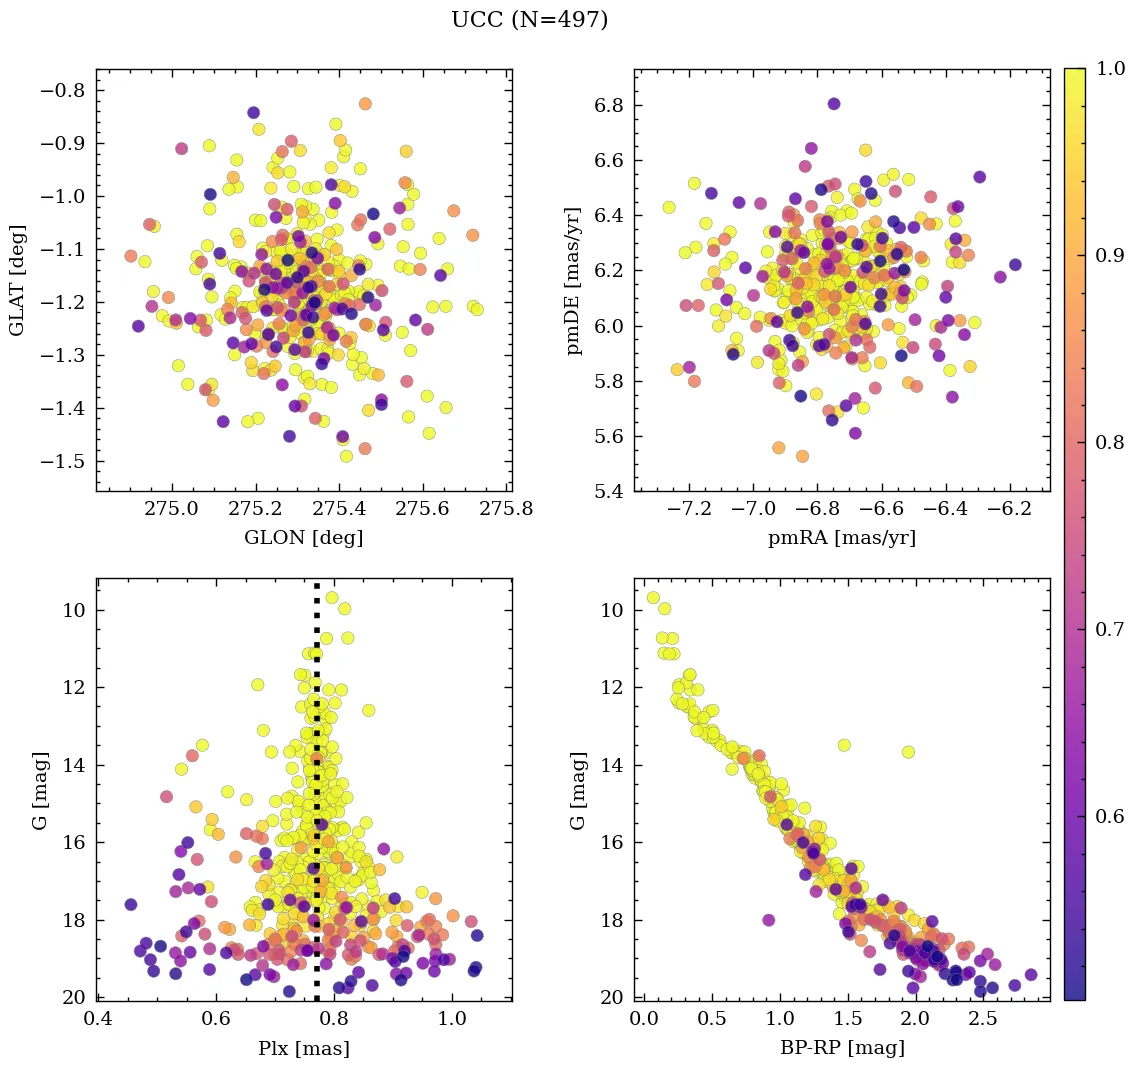 UCC (N=497)
−0.8
−0.9
−1.0
−1.1
−1.2
−1.3
−1.4
−1.5
GLAT [deg]
275.0 275.2 275.4 275.6 275.8
GLON [deg]
6.8
6.6
6.4
6.2
6.0
5.8
5.6
5.4
pmDE [mas/yr]
−7.2 −7.0 −6.8 −6.6 −6.4 −6.2
pmRA [mas/yr]
1.0
0.9
0.8
0.7
0.6
10
12
14
16
18
20
G [mag]
0.4 0.6 0.8 1.0
Plx [mas]
10
12
14
16
18
20
G [mag]
0.0 0.5 1.0 1.5 2.0 2.5
BP-RP [mag]